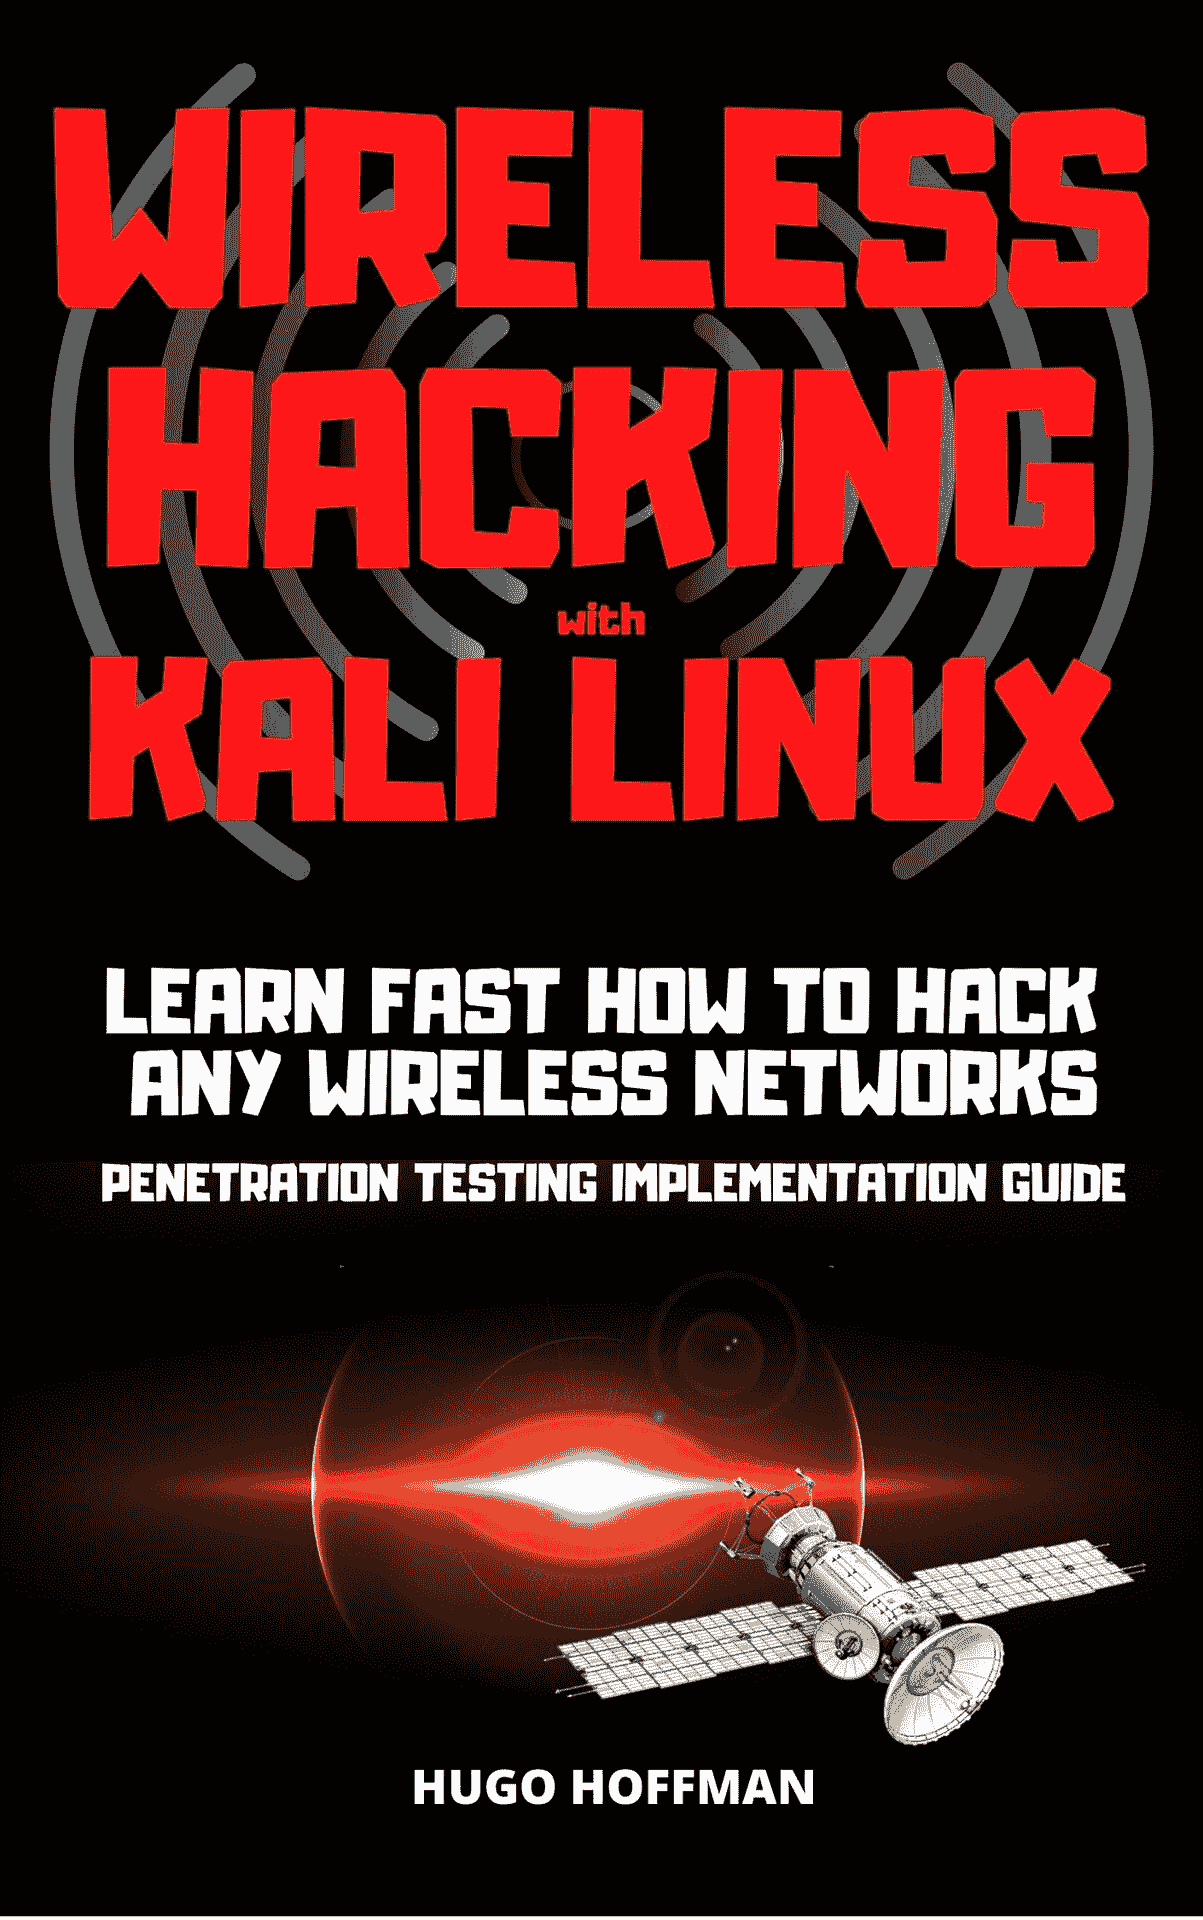 WIRELESS
HACKING
with
KALI LINUX
LEARN FAST HOW TO HACK
ANY WIRELESS NETWORKS
PENETRATION TESTING IMPLEMENTATION GUIDE
HUGO HOFFMAN